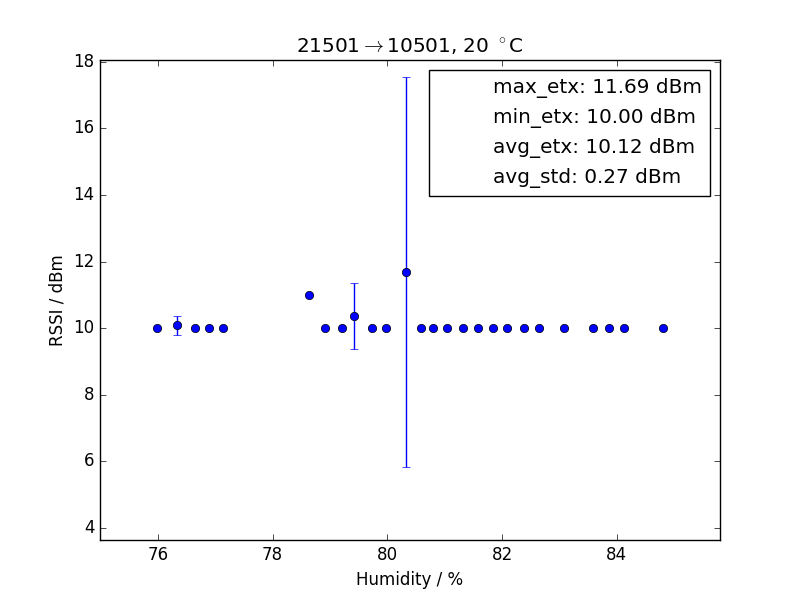 21501→10501, 20 °C
max_etx: 11.69 dBm
min_etx: 10.00 dBm
avg_etx: 10.12 dBm
avg_std: 0.27 dBm
RSSI / dBm
18
16
14
12
10
8
6
4
76 78 80 82 84
Humidity / %